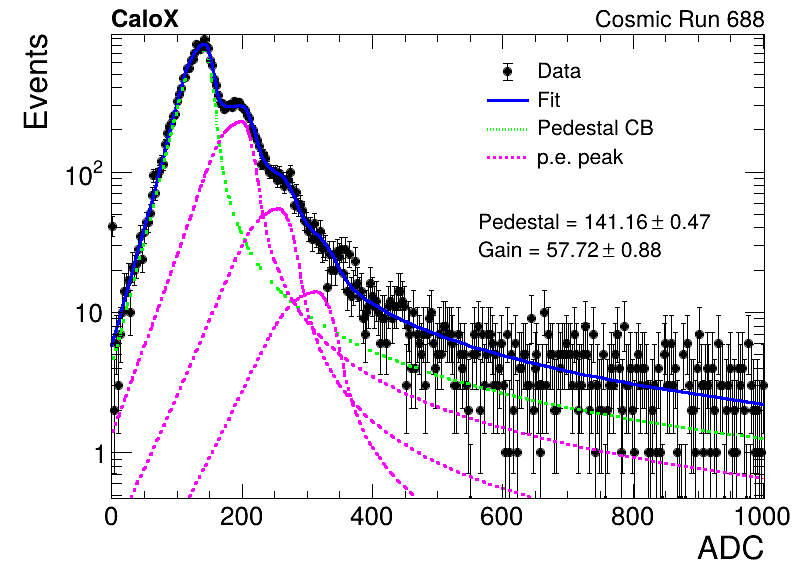 CaloX Cosmic Run 688
Events
Data
Fit
Pedestal CB
p.e. peak
Pedestal = 141.16 ± 0.47
Gain = 57.72 ± 0.88
10²
10
1
0 200 400 600 800 1000
ADC